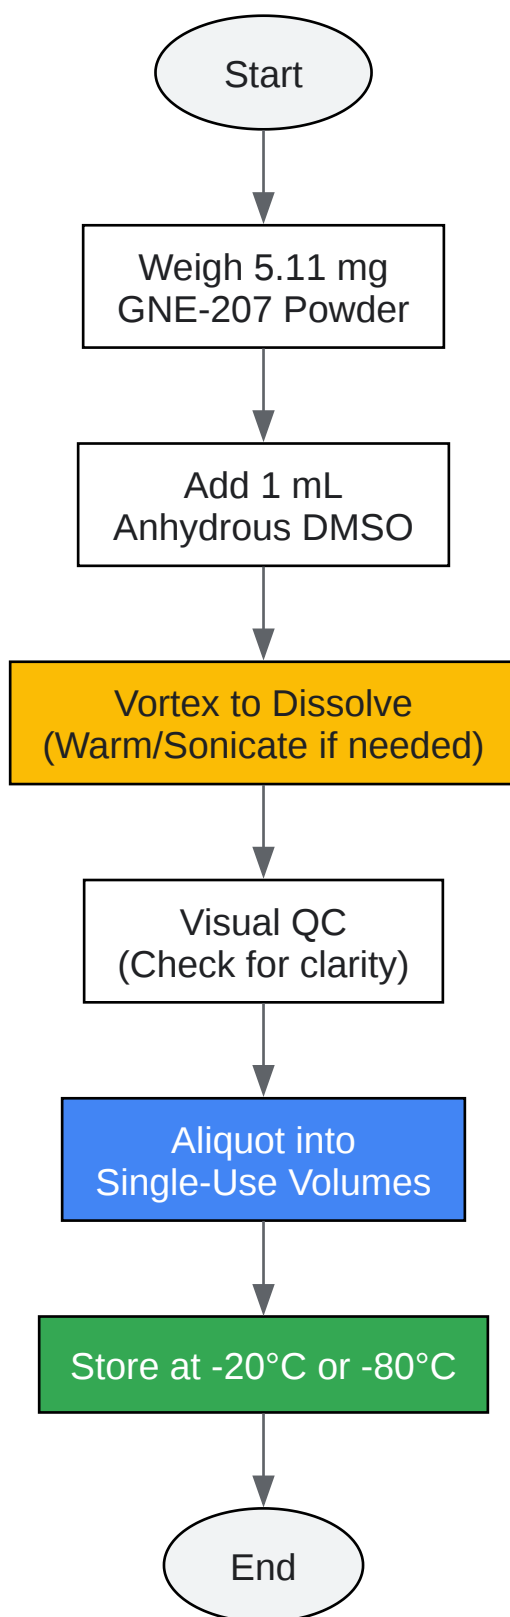 Start
Weigh 5.11 mg
GNE-207 Powder
Add 1 mL
Anhydrous DMSO
Vortex to Dissolve
(Warm/Sonicate if needed)
Visual QC
(Check for clarity)
Aliquot into
Single-Use Volumes
Store at -20°C or -80°C
End